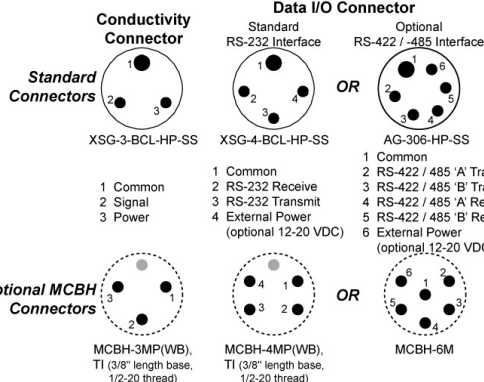 Data I/O Connector
Conductivity
Connector
Standard
RS-232 Interface
Optional
RS-422 / -485 Interface
Standard
Connectors
1
2
3
1
2
3
4
OR
1
6
2
5
3
4
XSG-3-BCL-HP-SS
XSG-4-BCL-HP-SS
AG-306-HP-SS
1 Common
2 Signal
3 Power
1 Common
2 RS-232 Receive
3 RS-232 Transmit
4 External Power
(optional 12-20 VDC)
1 Common
2 RS-422 / 485 'A' Tra
3 RS-422 / 485 'B' Tra
4 RS-422 / 485 'A' Re
5 RS-422 / 485 'B' Re
6 External Power
(optional 12-20 VDC
ptional MCBH
Connectors
3
1
2
4
1
3
2
OR
6
1
2
5
3
4
MCBH-3MP(WB),
TI (3/8" length base,
1/2-20 thread)
MCBH-4MP(WB),
TI (3/8" length base,
1/2-20 thread)
MCBH-6M